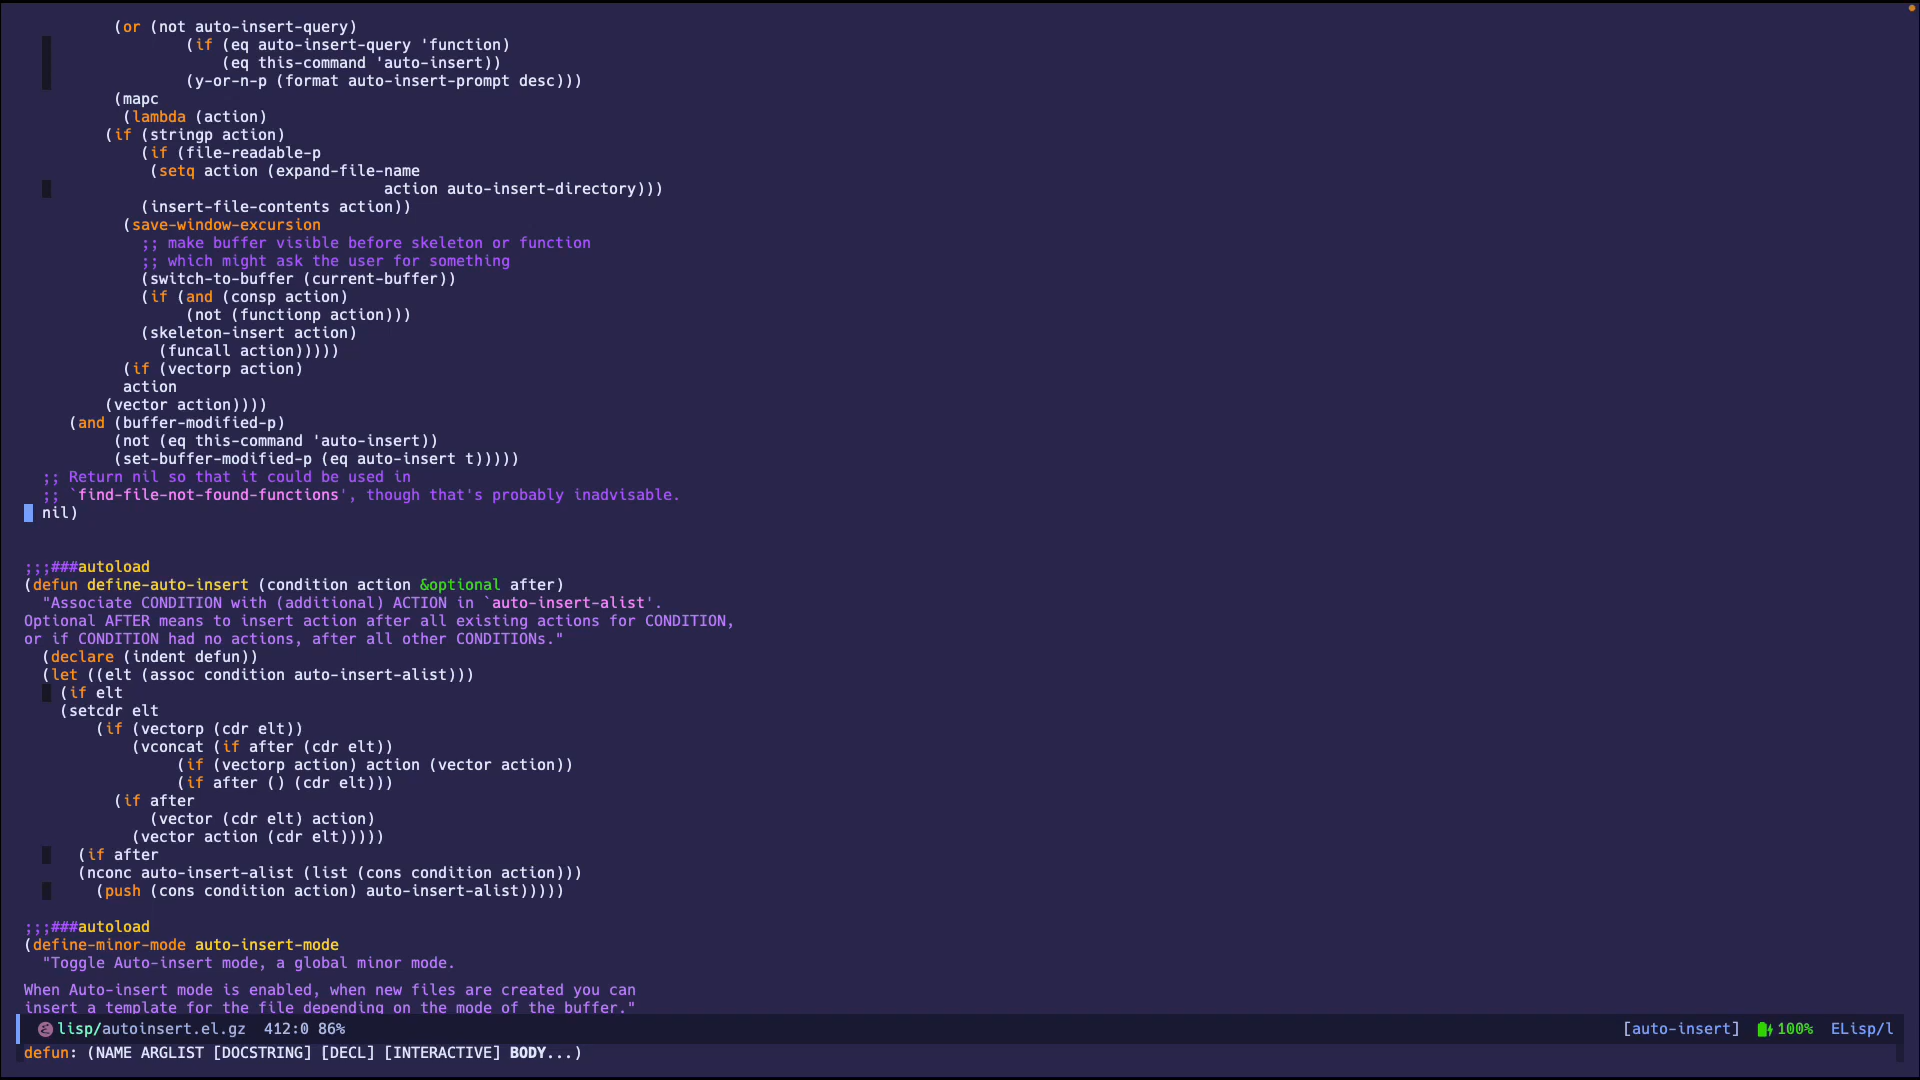 (or (not auto-insert-query)
(if (eq auto-insert-query 'function)
(eq this-command 'auto-insert))
(y-or-n-p (format auto-insert-prompt desc)))
(mapc
(lambda (action)
(if (stringp action)
(if (file-readable-p
(setq action (expand-file-name
action auto-insert-directory)))
(insert-file-contents action))
(save-window-excursion
;; make buffer visible before skeleton or function
;; which might ask the user for something
(switch-to-buffer (current-buffer))
(if (and (consp action)
(not (functionp action)))
(skeleton-insert action)
(funcall action)))))
(if (vectorp action)
action
(vector action))))
(and (buffer-modified-p)
(not (eq this-command 'auto-insert))
(set-buffer-modified-p (eq auto-insert t)))))
;; Return nil so that it could be used in
;; `find-file-not-found-functions', though that's probably inadvisable.
nil)
;;;###autoload
(defun define-auto-insert (condition action &optional after)
"Associate CONDITION with (additional) ACTION in `auto-insert-alist'.
Optional AFTER means to insert action after all existing actions for CONDITION,
or if CONDITION had no actions, after all other CONDITIONs."
(declare (indent defun))
(let ((elt (assoc condition auto-insert-alist)))
(if elt
(setcdr elt
(if (vectorp (cdr elt))
(vconcat (if after (cdr elt))
(if (vectorp action) action (vector action))
(if after () (cdr elt)))
(if after
(vector (cdr elt) action)
(vector action (cdr elt)))))
(if after
(nconc auto-insert-alist (list (cons condition action)))
(push (cons condition action) auto-insert-alist)))))
;;;###autoload
(define-minor-mode auto-insert-mode
"Toggle Auto-insert mode, a global minor mode.
When Auto-insert mode is enabled, when new files are created you can
insert a template for the file depending on the mode of the buffer."
lisp/autoinsert.el.gz 412:0 86% [auto-insert] 100% ELisp/l
defun: (NAME ARGLIST [DOCSTRING] [DECL] [INTERACTIVE] BODY...)